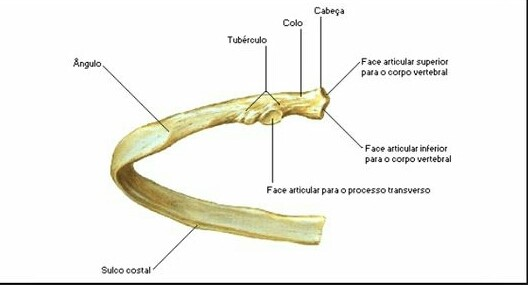 Cabeça
Colo
Tubérculo
Ângulo
Face articular superior
para o corpo vertebral
Face articular inferior
para o corpo vertebral
Face articular para o processo transverso
Sulco costal